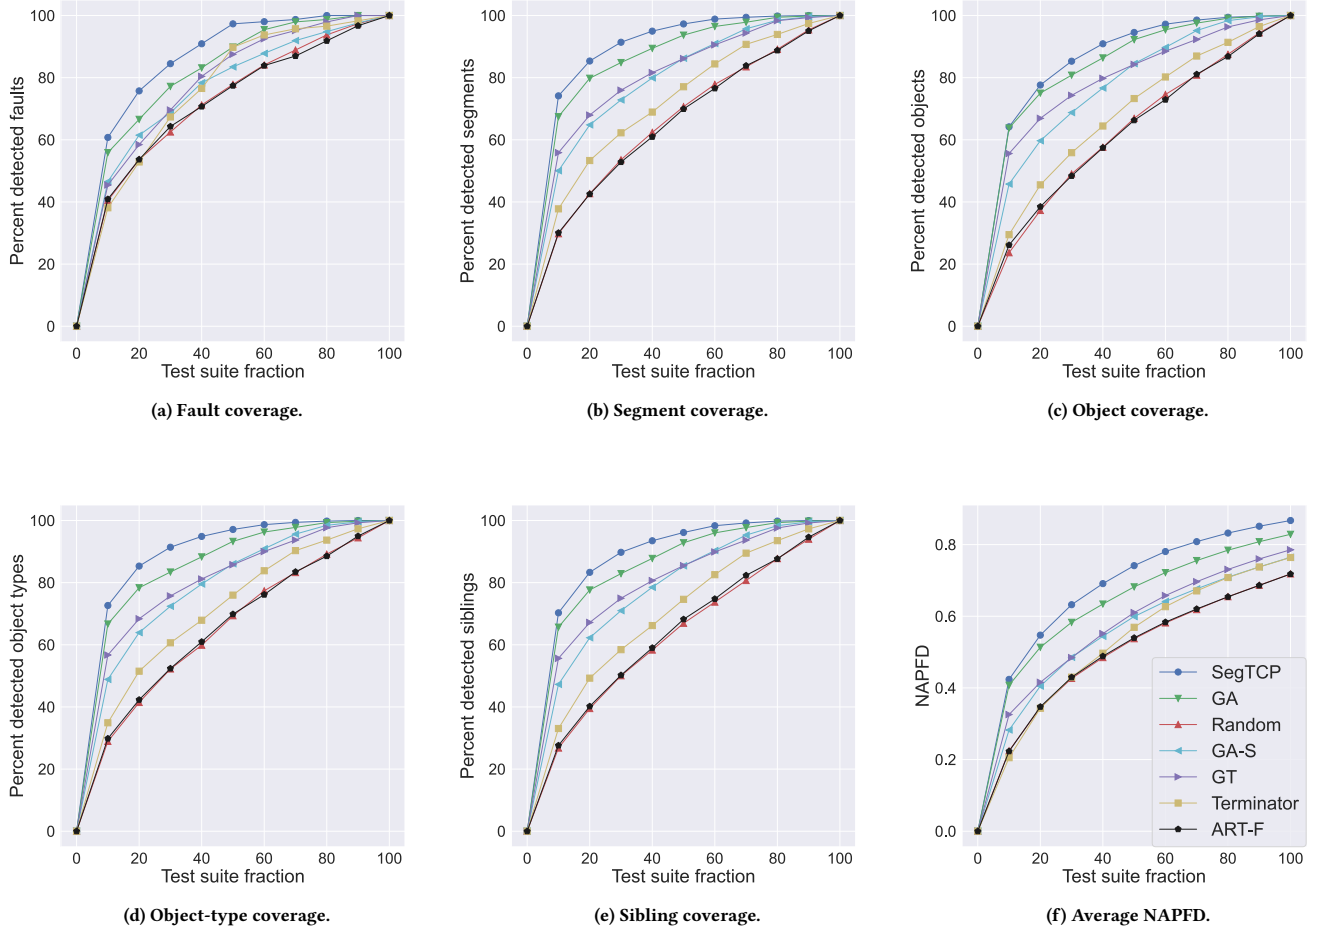 100
80
60
40
20
0
Percent detected faults
0 20 40 60 80 100
Test suite fraction
(a) Fault coverage.
100
80
60
40
20
0
Percent detected segments
0 20 40 60 80 100
Test suite fraction
(b) Segment coverage.
100
80
60
40
20
0
Percent detected objects
0 20 40 60 80 100
Test suite fraction
(c) Object coverage.
100
80
60
40
20
0
Percent detected object types
0 20 40 60 80 100
Test suite fraction
(d) Object-type coverage.
100
80
60
40
20
0
Percent detected siblings
0 20 40 60 80 100
Test suite fraction
(e) Sibling coverage.
0.8
0.6
0.4
0.2
0.0
NAPFD
SegTCP
GA
Random
GA-S
GT
Terminator
ART-F
0 20 40 60 80 100
Test suite fraction
(f) Average NAPFD.